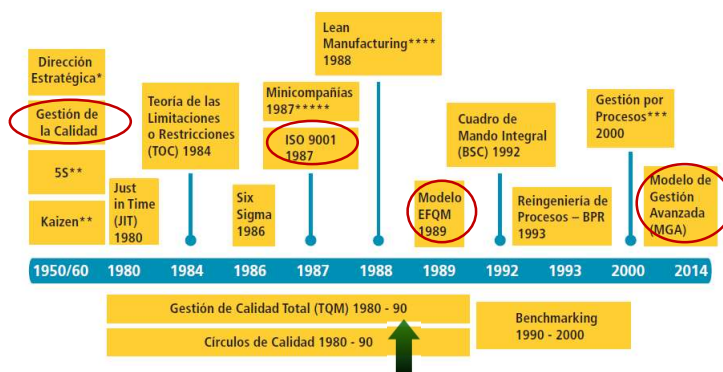 Dirección
Estratégica*
Gestión de
la Calidad
5S**
Kaizen**
Just
in Time
(JIT)
1980
Teoría de las
Limitaciones
o Restricciones
(TOC) 1984
Six
Sigma
1986
Minicompañías
1987*****
ISO 9001
1987
Lean
Manufacturing****
1988
Modelo
EFQM
1989
Cuadro de
Mando Integral
(BSC) 1992
Reingeniería de
Procesos – BPR
1993
Gestión por
Procesos***
2000
Modelo de
Gestión
Avanzada
(MGA)
1950/60 1980 1984 1986 1987 1988 1989 1992 1993 2000 2014
Gestión de Calidad Total (TQM) 1980 - 90
Círculos de Calidad 1980 - 90
Benchmarking
1990 - 2000